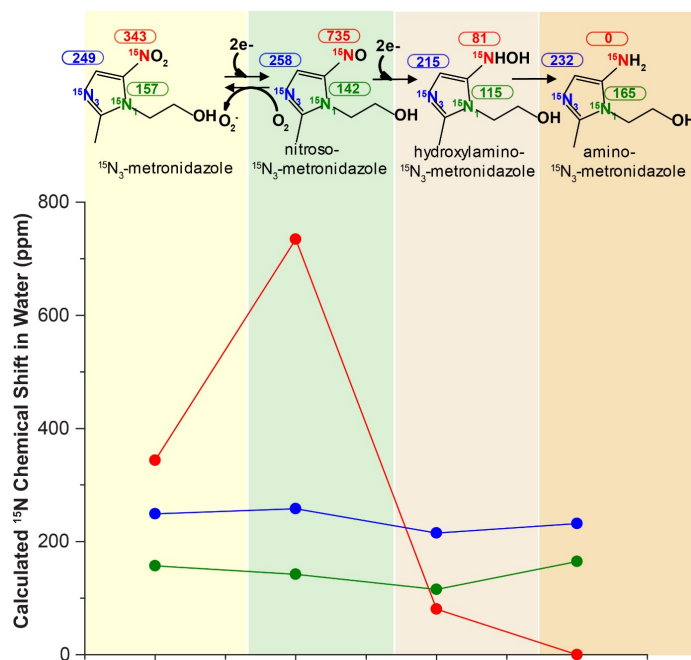 343
735
81
0
249
¹⁵NO₂
2e-
258
¹⁵NO
2e-
215
¹⁵NHOH
232
¹⁵NH₂
¹⁵N₃
157
¹⁵N₃
142
¹⁵N₃
115
¹⁵N₃
165
¹⁵N₁
OH
O₂⁻
O₂
¹⁵N₁
OH
¹⁵N₁
OH
¹⁵N₁
OH
¹⁵N₃-metronidazole
nitroso-
¹⁵N₃-metronidazole
hydroxylamino-
¹⁵N₃-metronidazole
amino-
¹⁵N₃-metronidazole
Calculated ¹⁵N Chemical Shift in Water (ppm)
800
600
400
200
0